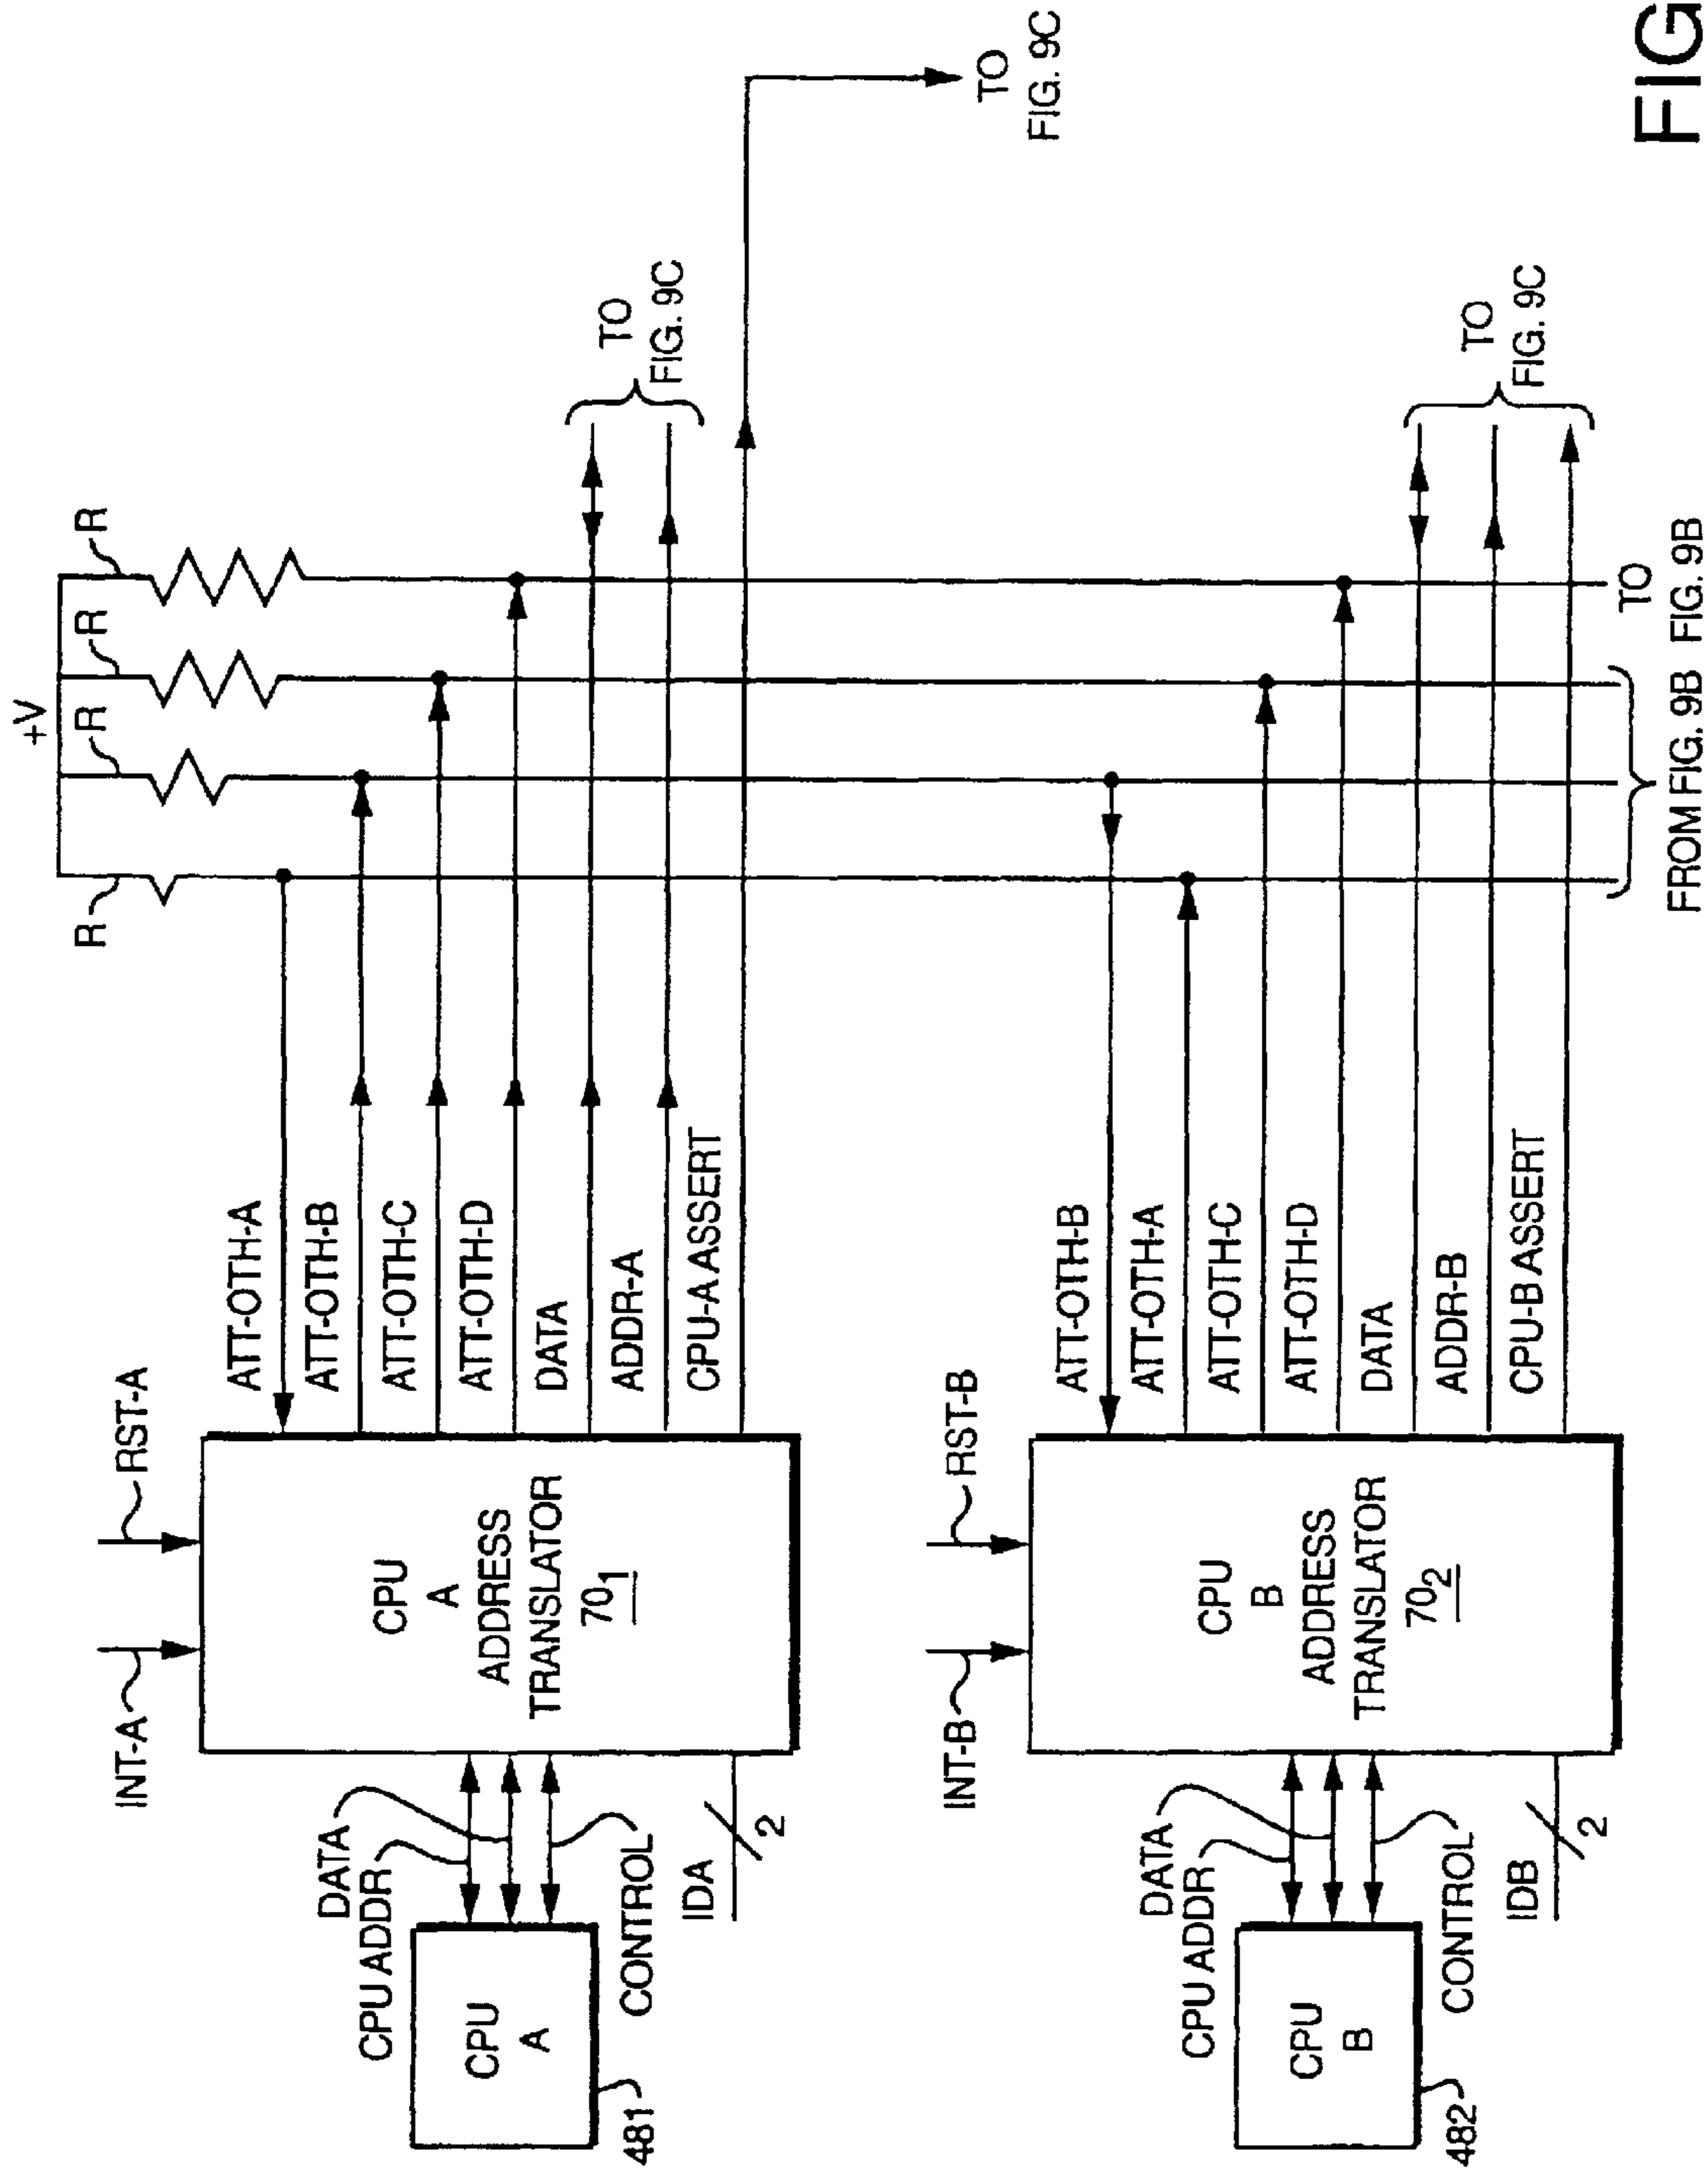 +V
R
R
R
R
INT-A
RST-A
ATT-OTH-A
ATT-OTH-B
ATT-OTH-C
ATT-OTH-D
DATA
ADDR-A
CPU-A ASSERT
DATA
CPU ADDR
CONTROL
IDA
2
CPU
A
481
CPU
A
ADDRESS
TRANSLATOR
70₁
TO
FIG. 9C
TO
FIG. 9C
INT-B
RST-B
ATT-OTH-B
ATT-OTH-A
ATT-OTH-C
ATT-OTH-D
DATA
ADDR-B
CPU-B ASSERT
DATA
CPU ADDR
CONTROL
IDB
2
CPU
B
482
CPU
B
ADDRESS
TRANSLATOR
70₂
TO
FIG. 9C
FROM FIG. 9B
TO
FIG. 9B
FIG